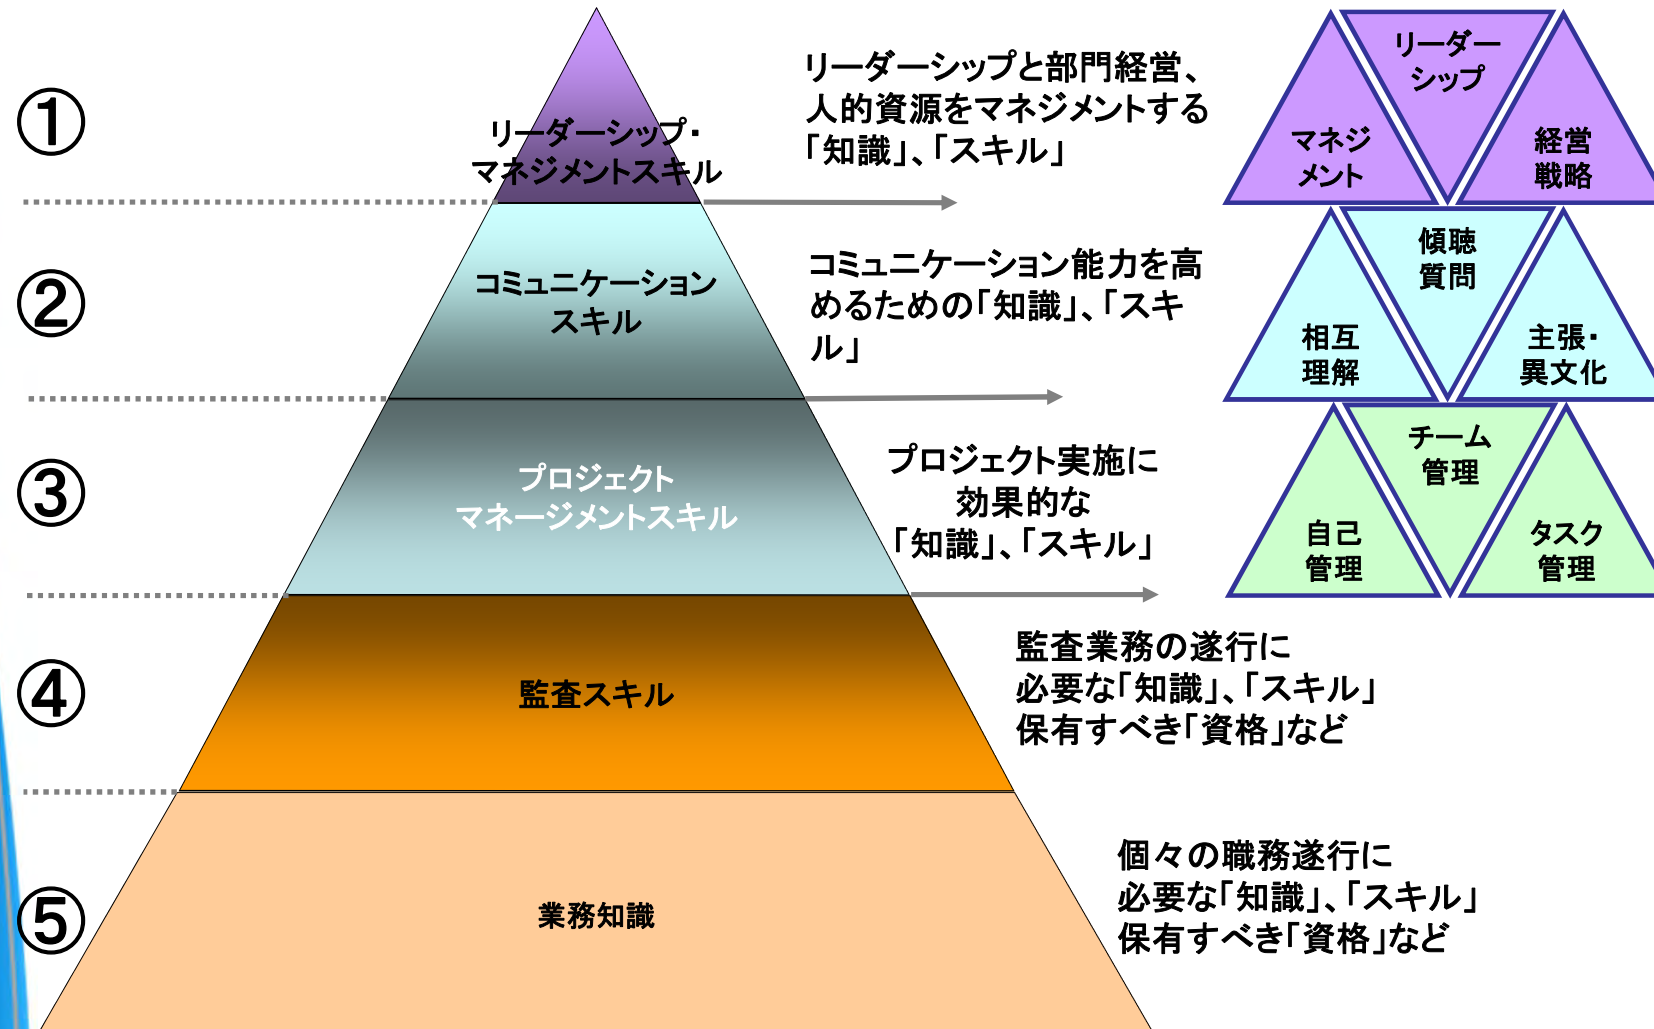 ①
リーダーシップ・
マネジメントスキル
リーダーシップと部門経営、
人的資源をマネジメントする
「知識」、「スキル」
リーダー
シップ
マネジ
メント
経営
戦略
②
コミュニケーション
スキル
コミュニケーション能力を高
めるための「知識」、「スキ
ル」
傾聴
質問
相互
理解
主張・
異文化
③
プロジェクト
マネージメントスキル
プロジェクト実施に
効果的な
「知識」、「スキル」
チーム
管理
自己
管理
タスク
管理
④
監査スキル
監査業務の遂行に
必要な「知識」、「スキル」
保有すべき「資格」など
⑤
業務知識
個々の職務遂行に
必要な「知識」、「スキル」
保有すべき「資格」など